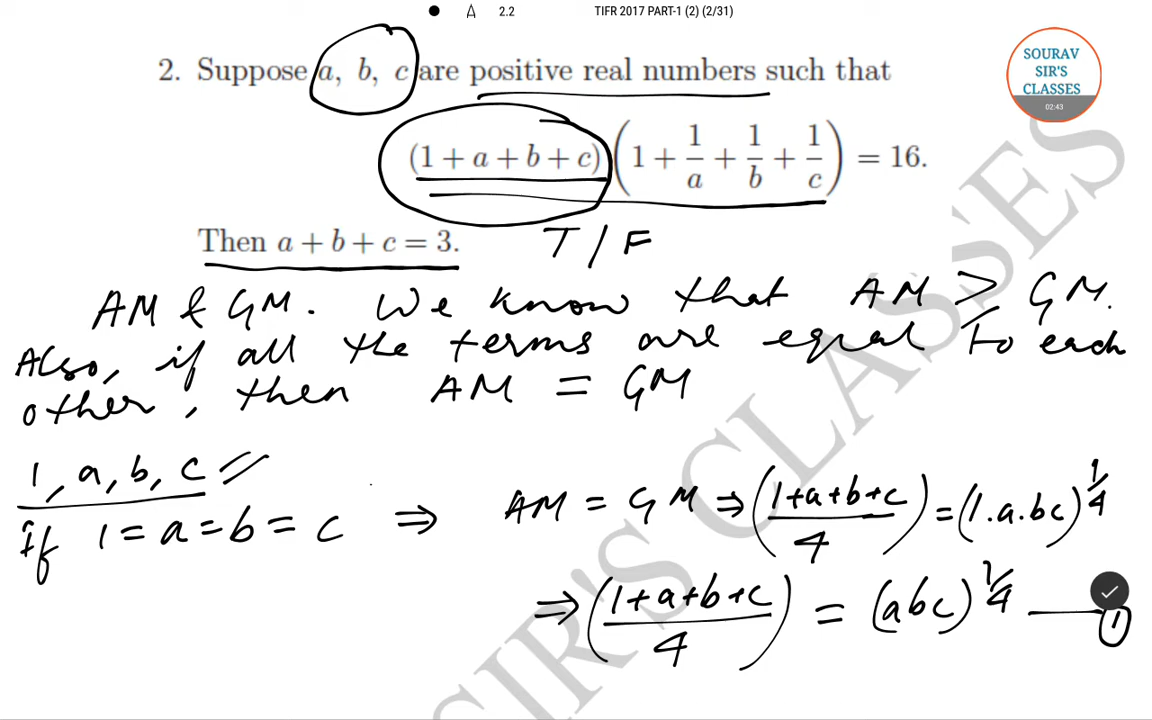 2.2 TIFR 2017 PART-1 (2) (2/31)
SOURAV
SIR'S
CLASSES
02:43
2. Suppose a, b, c are positive real numbers such that
(1 + a + b + c) (1 + 1/a + 1/b + 1/c) = 16.
Then a + b + c = 3. T/F
AM & GM. We know that AM ≥ GM.
Also, if all the terms are equal to each
other, then AM = GM
1, a, b, c
If 1 = a = b = c ⇒ AM = GM ⇒ ((1+a+b+c)/4) = (1.a.bc)^1/4
⇒ ((1+a+b+c)/4) = (abc)^1/4 — ①
SIR'S CLASSES